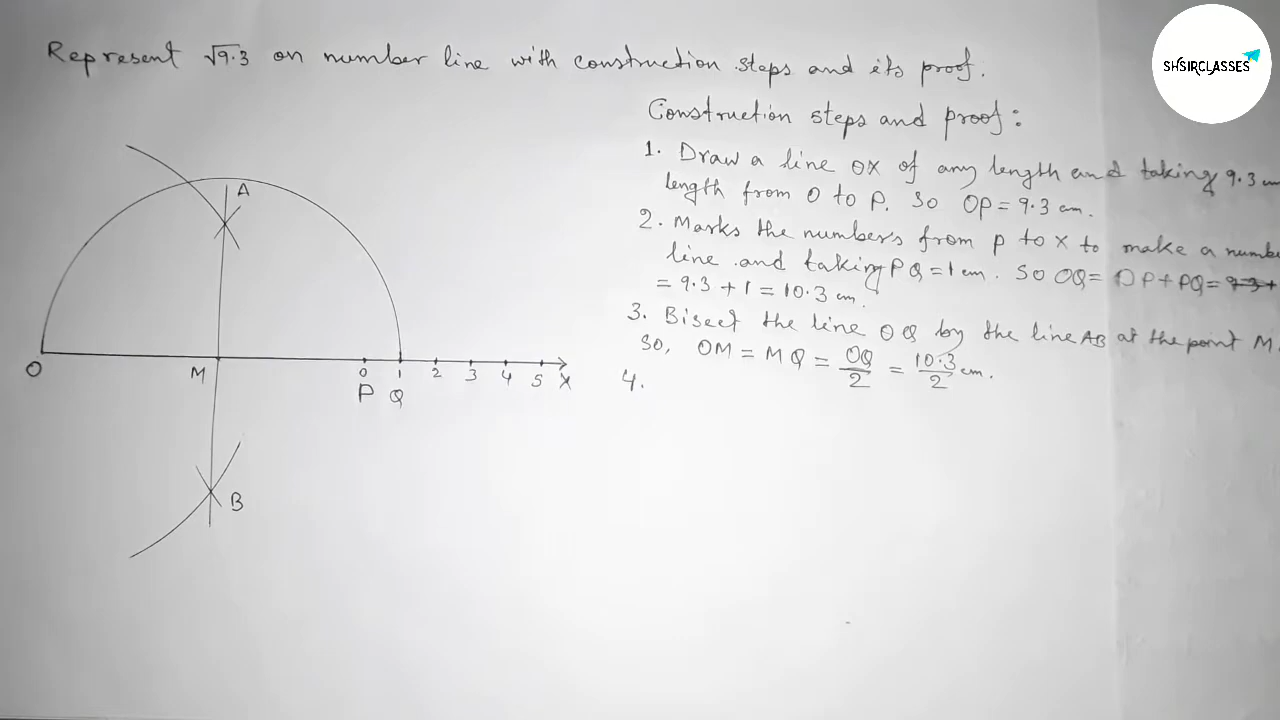 Represent √9.3 on number line with construction steps and its proof.
SHSIRCLASSES
Construction steps and proof:
1. Draw a line OX of any length and taking 9.3 cm
length from O to P. So OP = 9.3 cm.
2. Marks the numbers from P to X to make a number
line and taking PQ = 1 cm. So OQ = OP + PQ = 9.3 +
= 9.3 + 1 = 10.3 cm.
3. Bisect the line OQ by the line AB at the point M.
So, OM = MQ = OQ/2 = 10.3/2 cm.
4.
A
O M 0 1 2 3 4 5 X
P Q
B